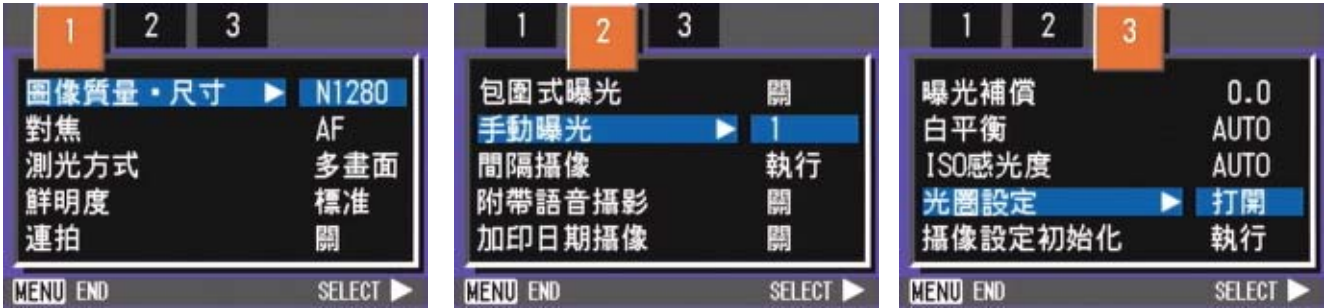 1 2 3
圖像質量・尺寸 ▶ N1280
對焦 AF
測光方式 多畫面
鮮明度 標准
連拍 關
MENU END SELECT ▶
1 2 3
包圍式曝光 關
手動曝光 ▶ 1
間隔攝像 執行
附帶語音攝影 關
加印日期攝像 關
MENU END SELECT ▶
1 2 3
曝光補償 0.0
白平衡 AUTO
ISO感光度 AUTO
光圈設定 ▶ 打開
攝像設定初始化 執行
MENU END SELECT ▶